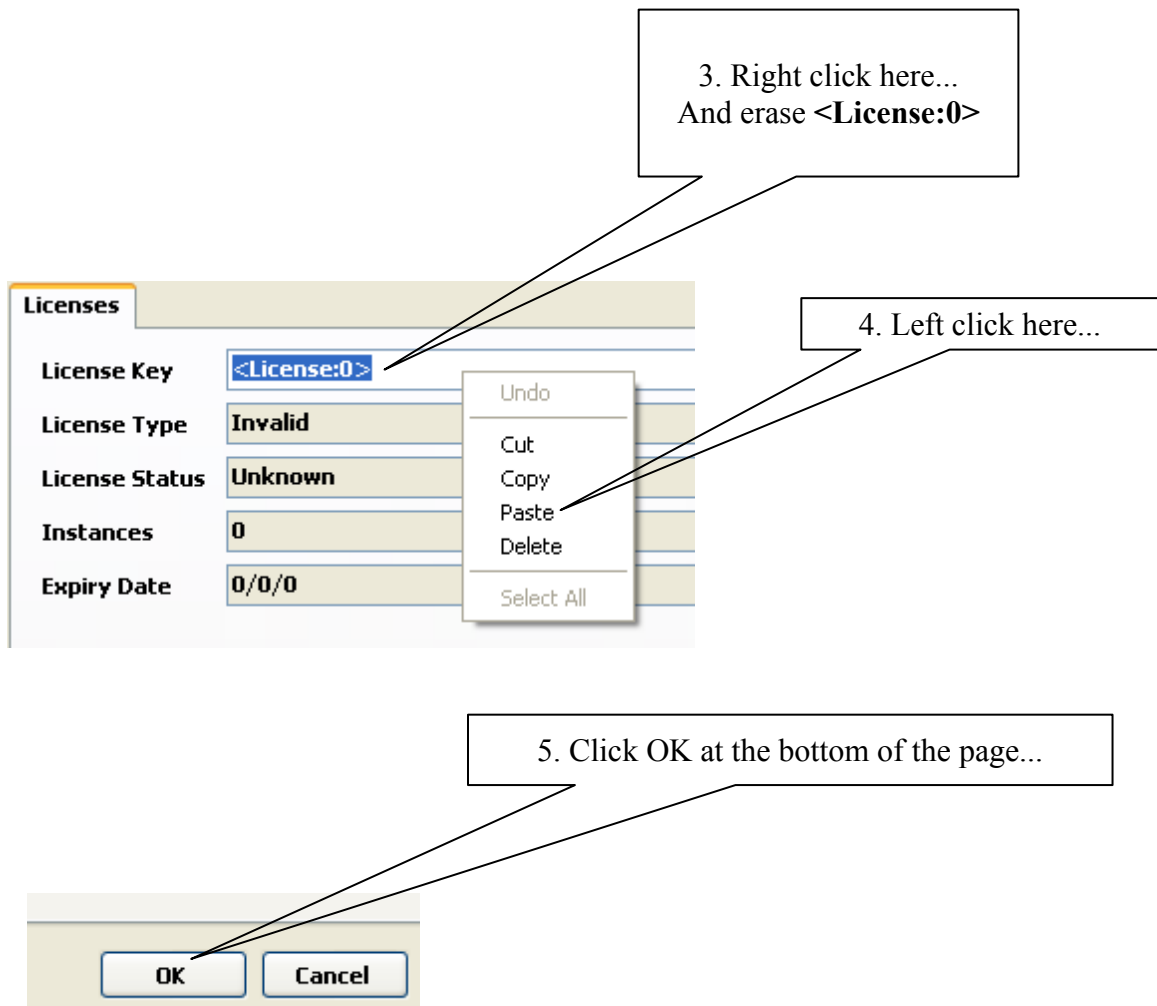 3. Right click here...
And erase <License:0>
4. Left click here...
Licenses
License Key <License:0>
License Type Invalid
License Status Unknown
Instances 0
Expiry Date 0/0/0
Undo
Cut
Copy
Paste
Delete
Select All
5. Click OK at the bottom of the page...
OK Cancel